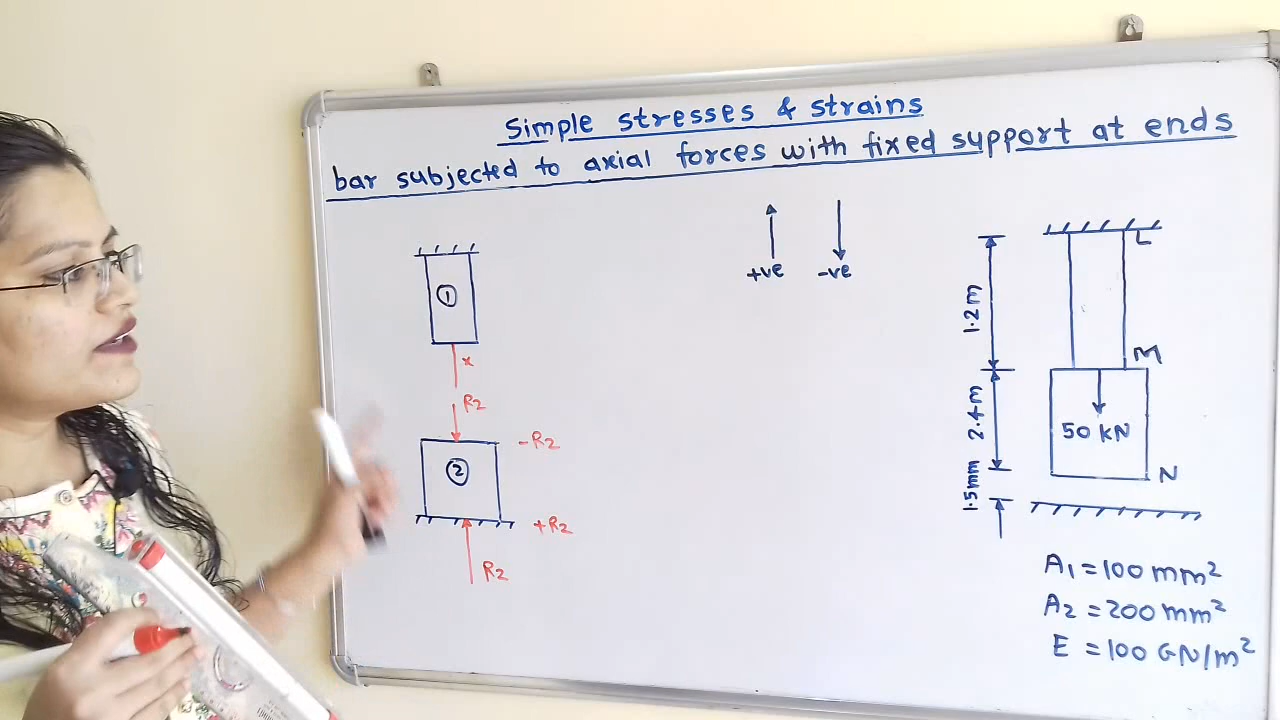 Simple stresses & strains
bar subjected to axial forces with fixed support at ends
+ve -ve
①
x
R2
-R2
②
+R2
R2
L
1.2m
M
2.4m
50 KN
N
1.5mm
A1 = 100 mm²
A2 = 200 mm²
E = 100 GN/m²